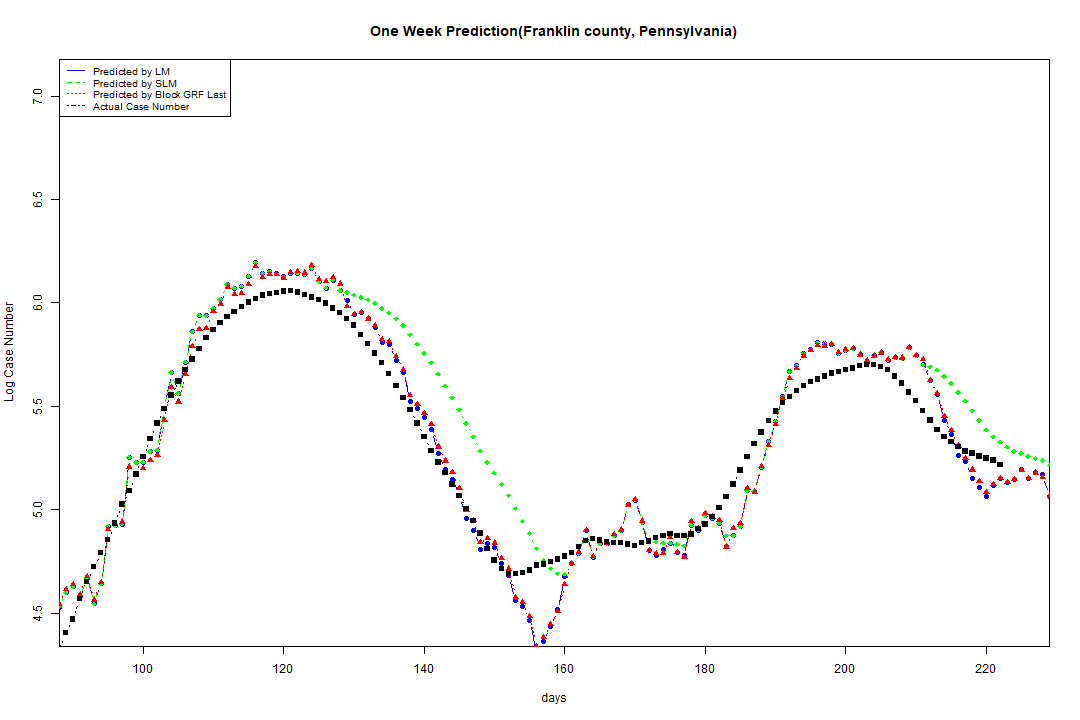 One Week Prediction(Franklin county, Pennsylvania)
Predicted by LM
Predicted by SLM
Predicted by Block GRF Last
Actual Case Number
7.0
6.5
6.0
5.5
5.0
4.5
Log Case Number
100 120 140 160 180 200 220
days